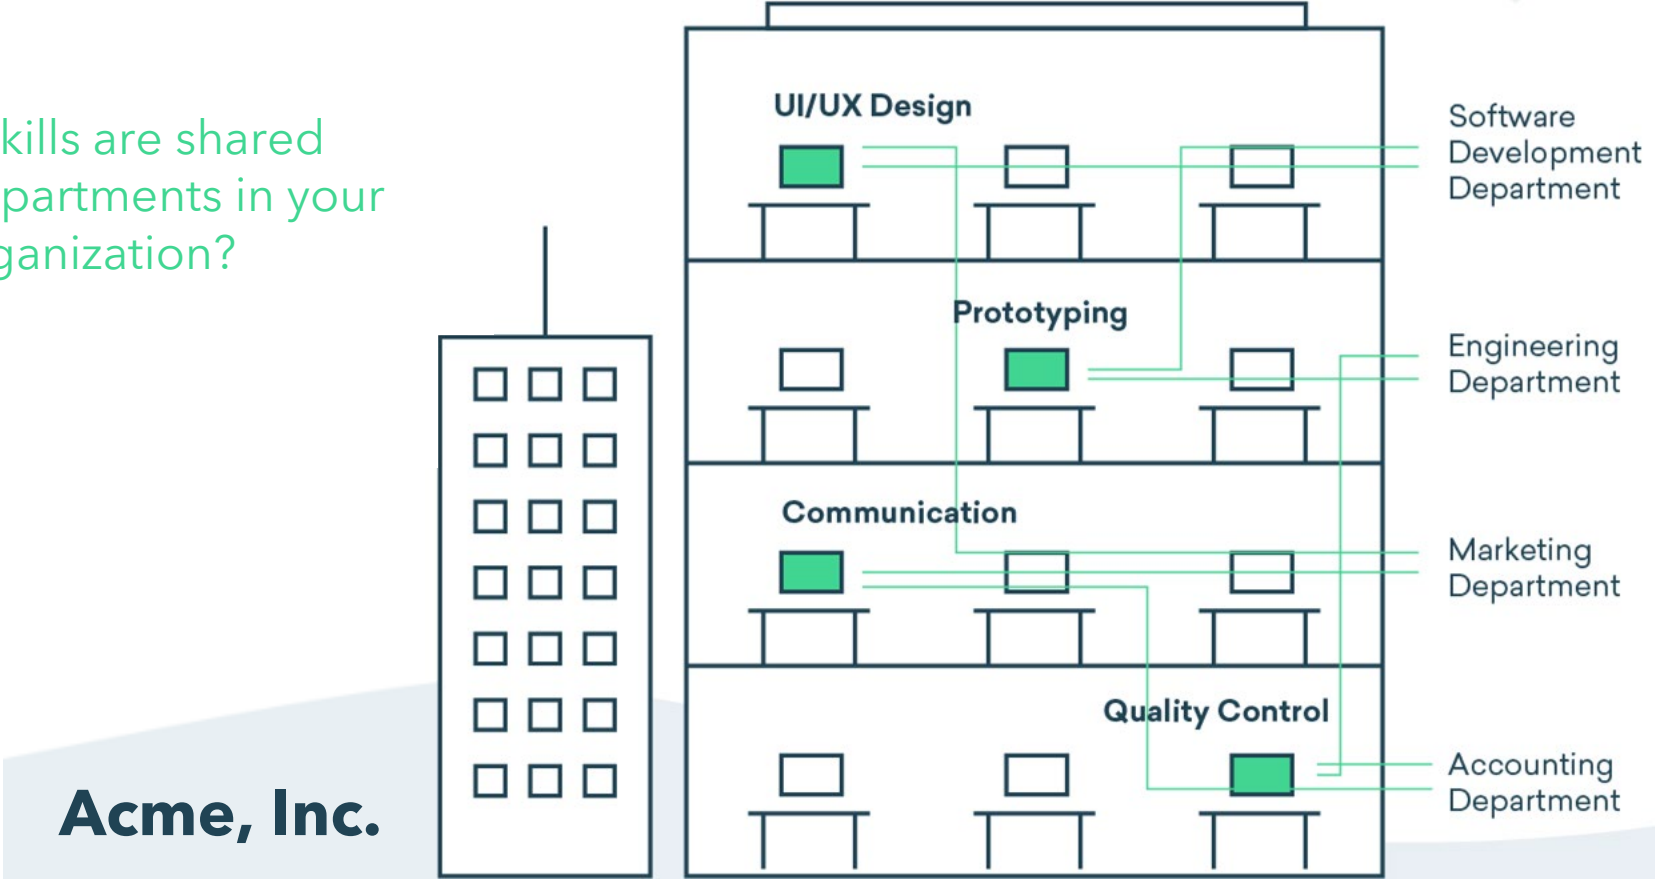 kills are shared
partments in your
ganization?
UI/UX Design
Software
Development
Department
Prototyping
Engineering
Department
Communication
Marketing
Department
Quality Control
Accounting
Department
Acme, Inc.